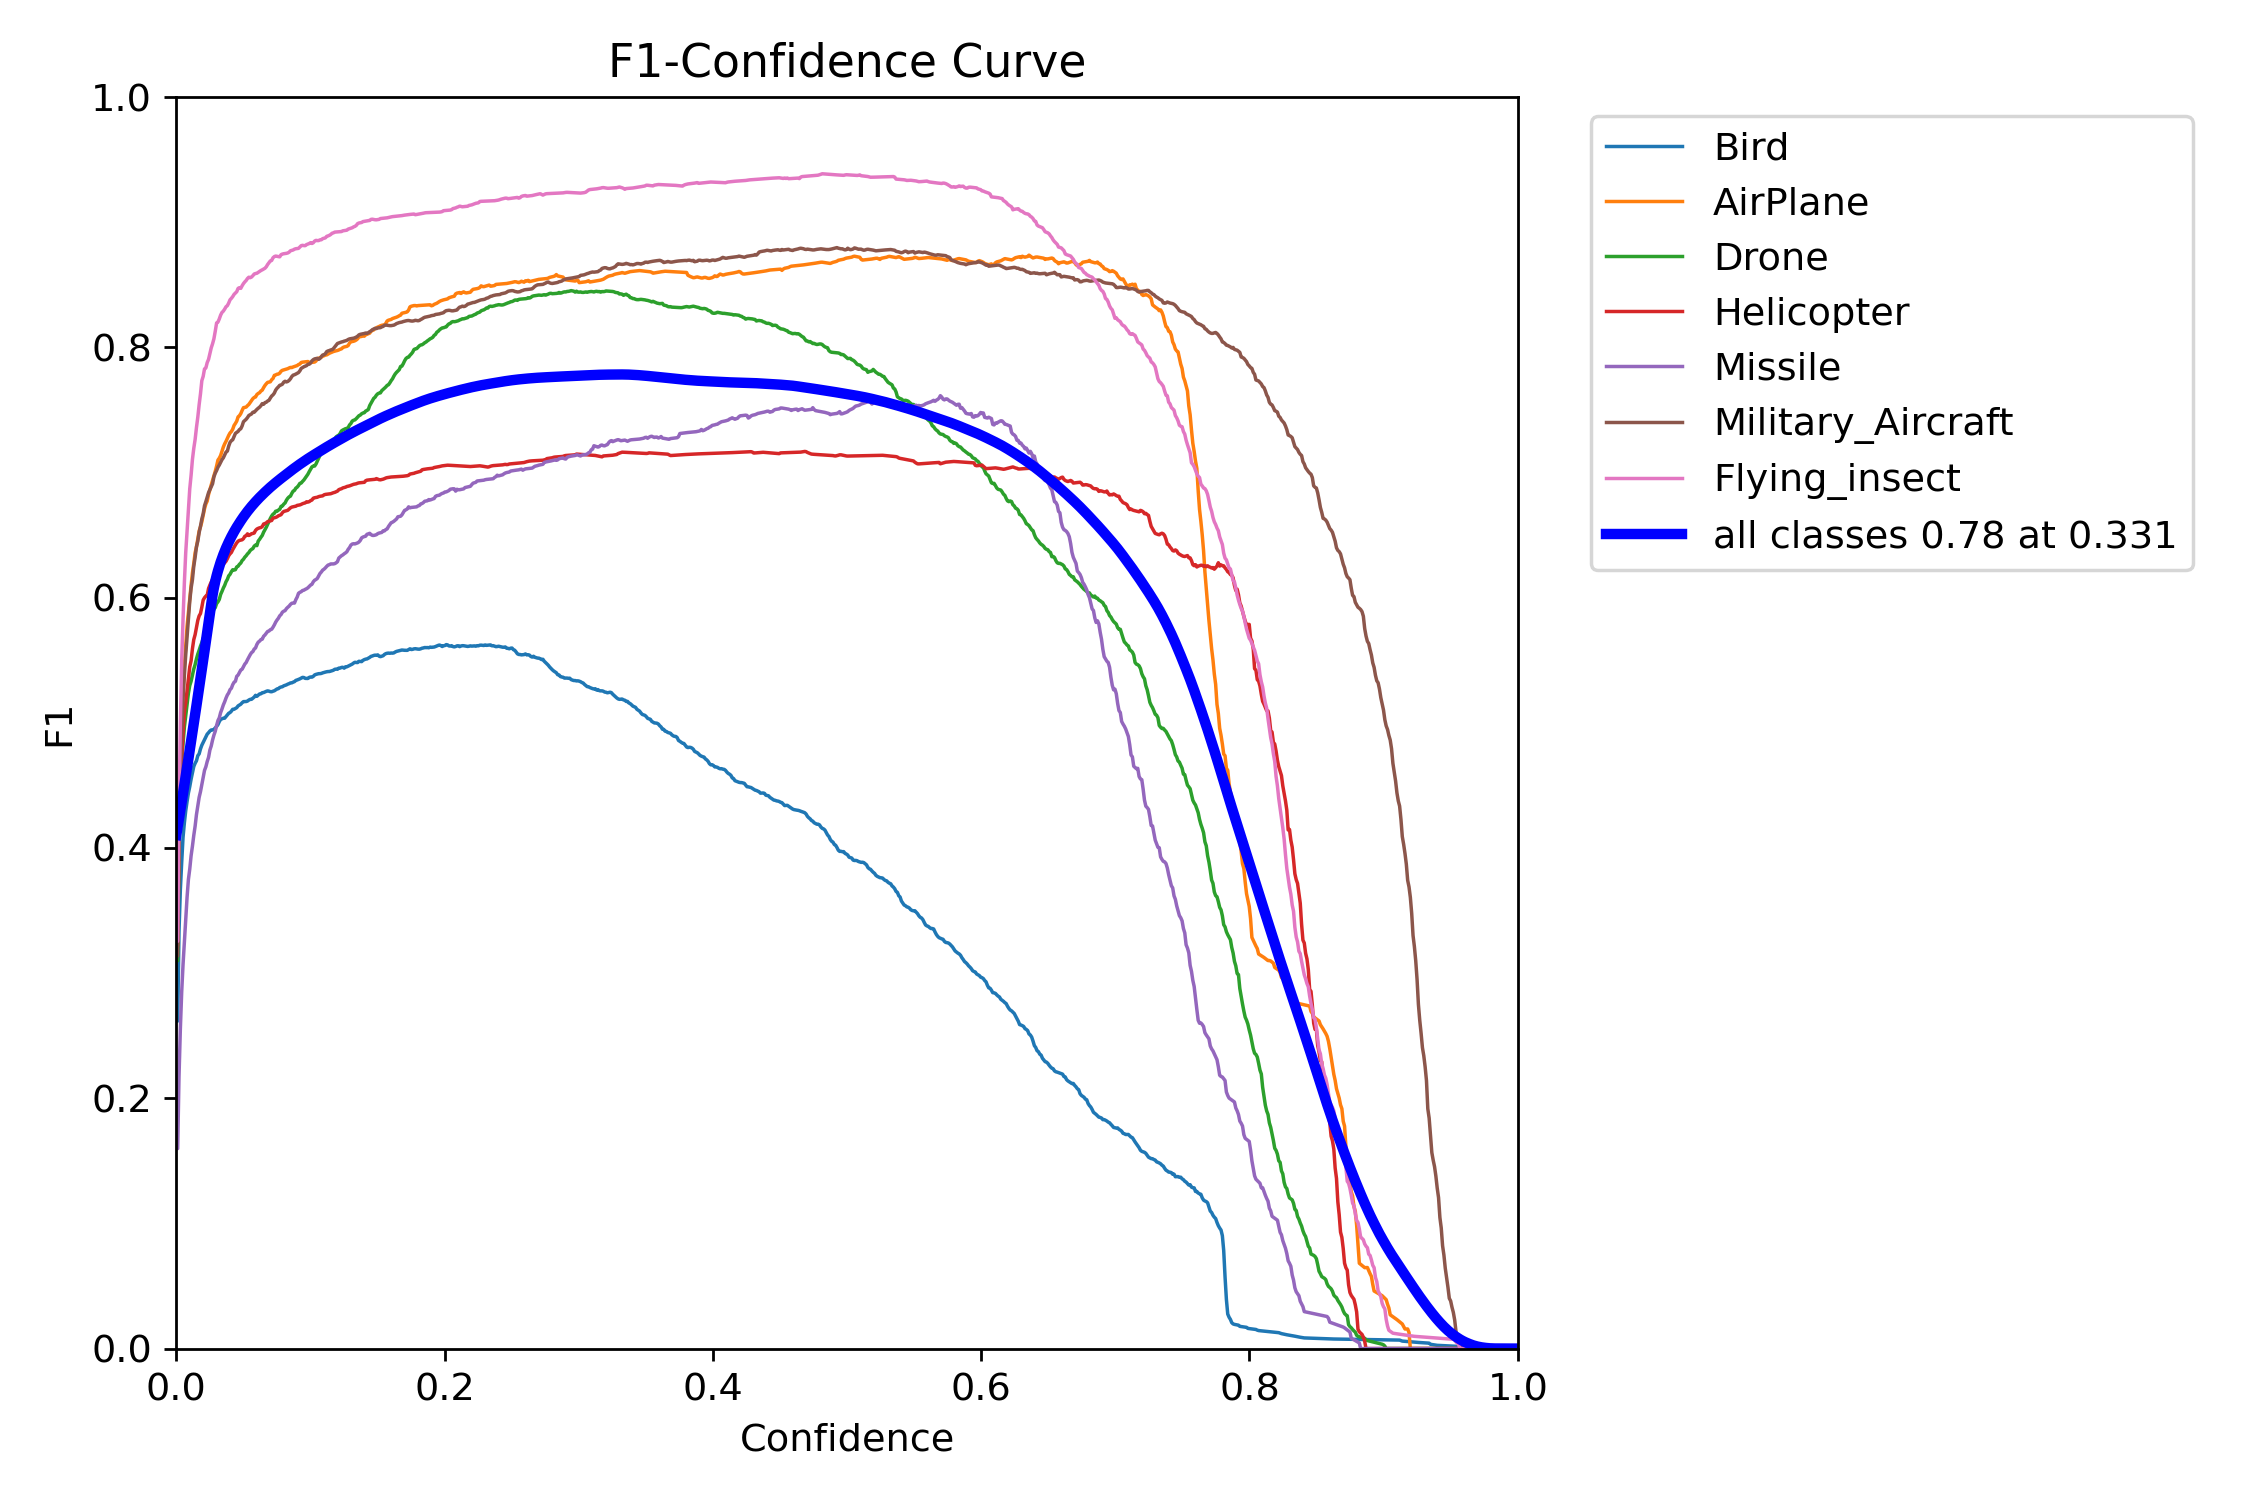 F1-Confidence Curve
1.0
0.8
0.6
0.4
0.2
0.0
F1
0.0 0.2 0.4 0.6 0.8 1.0
Confidence
Bird
AirPlane
Drone
Helicopter
Missile
Military_Aircraft
Flying_insect
all classes 0.78 at 0.331